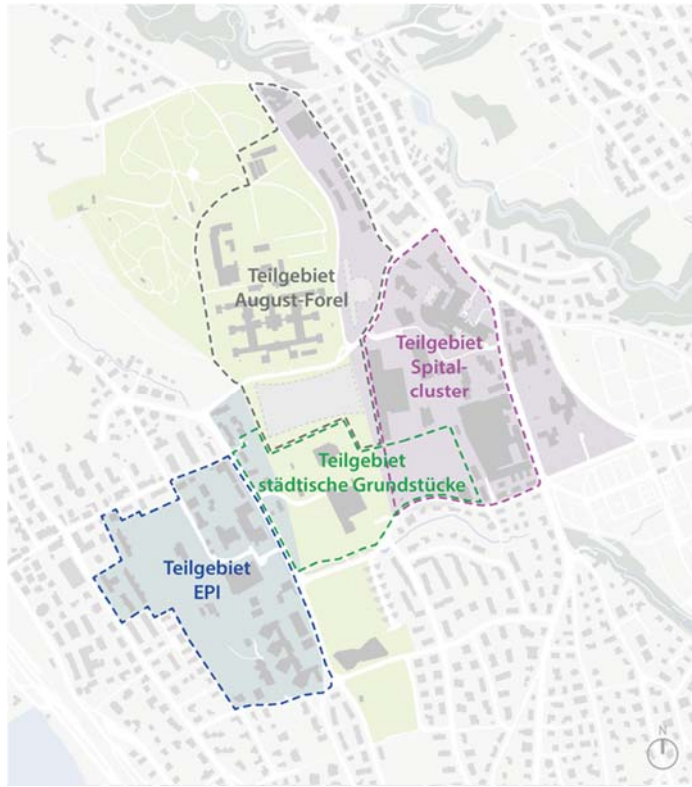 Teilgebiet
August-Forel
Teilgebiet
Spital-
cluster
Teilgebiet
städtische Grundstücke
Teilgebiet
EPI
N